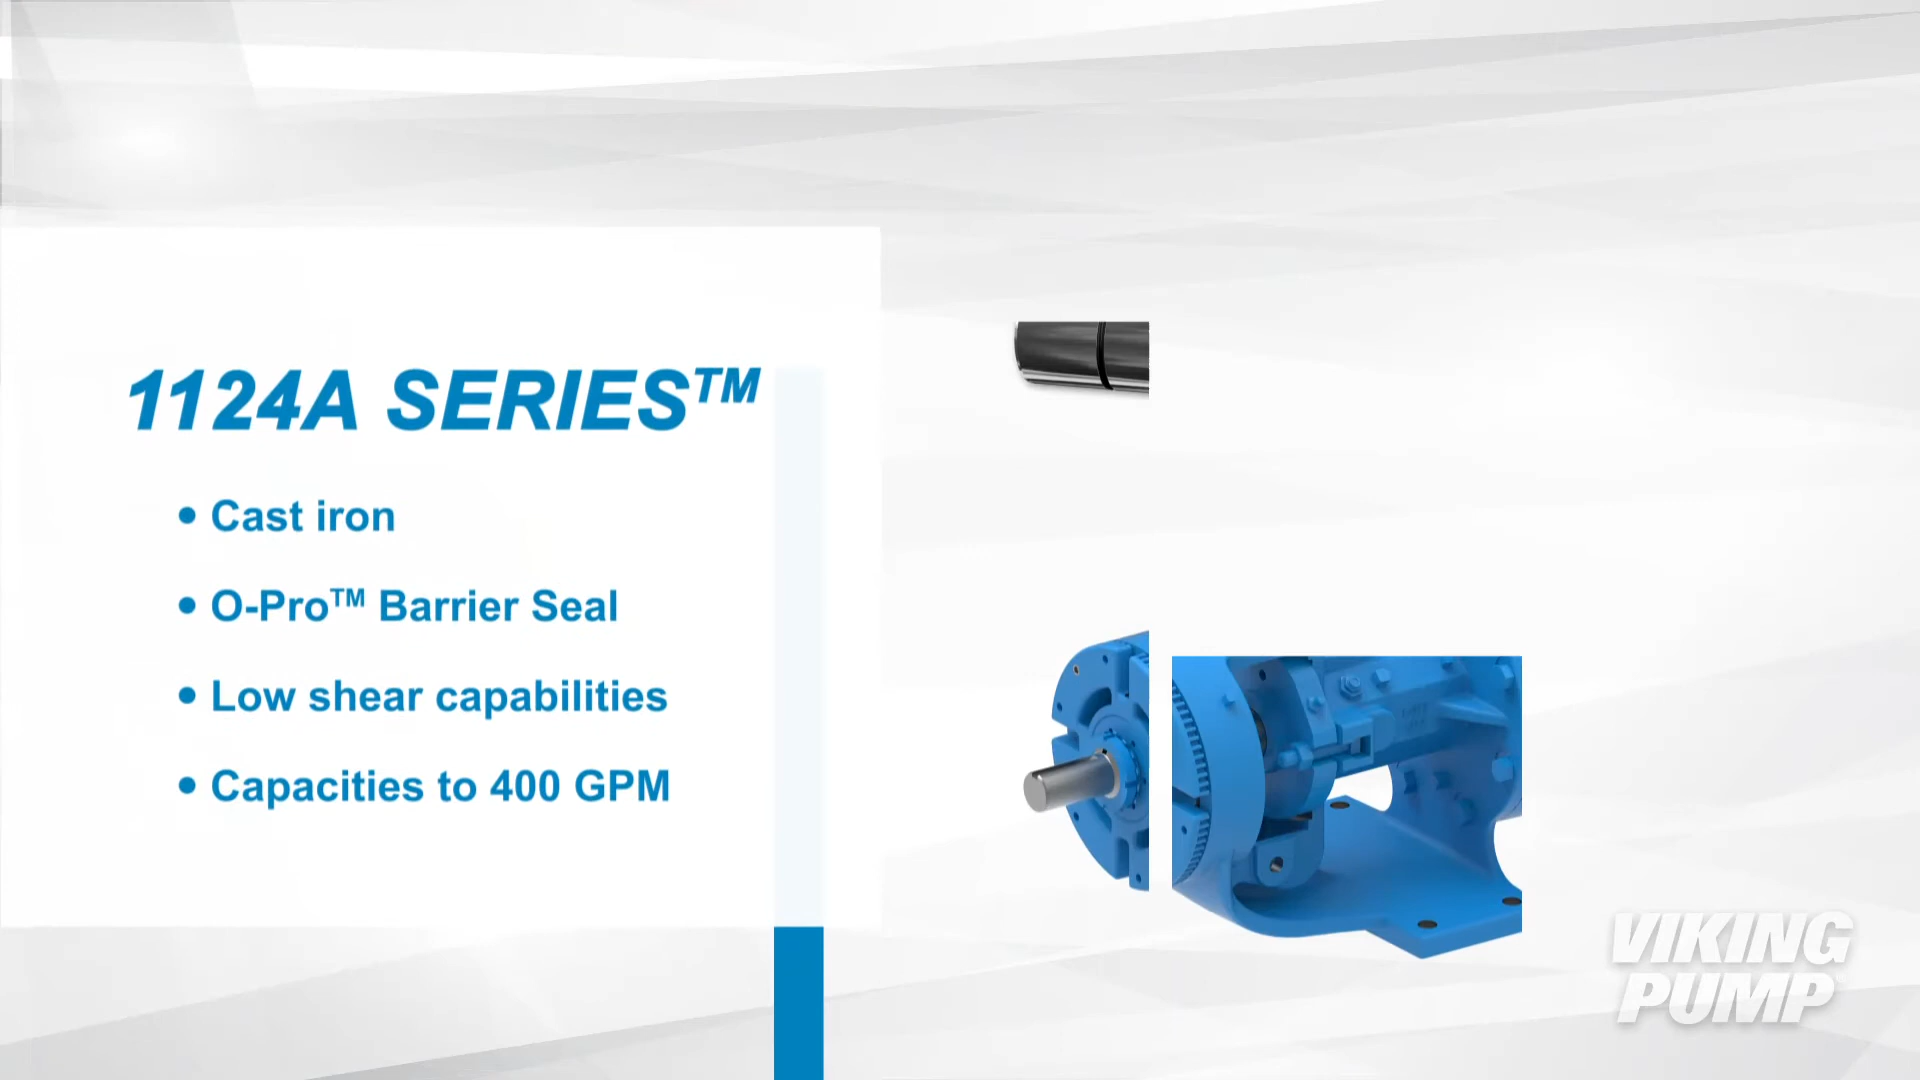 1124A SERIES™
• Cast iron
• O-Pro™ Barrier Seal
• Low shear capabilities
• Capacities to 400 GPM
VIKING
PUMP